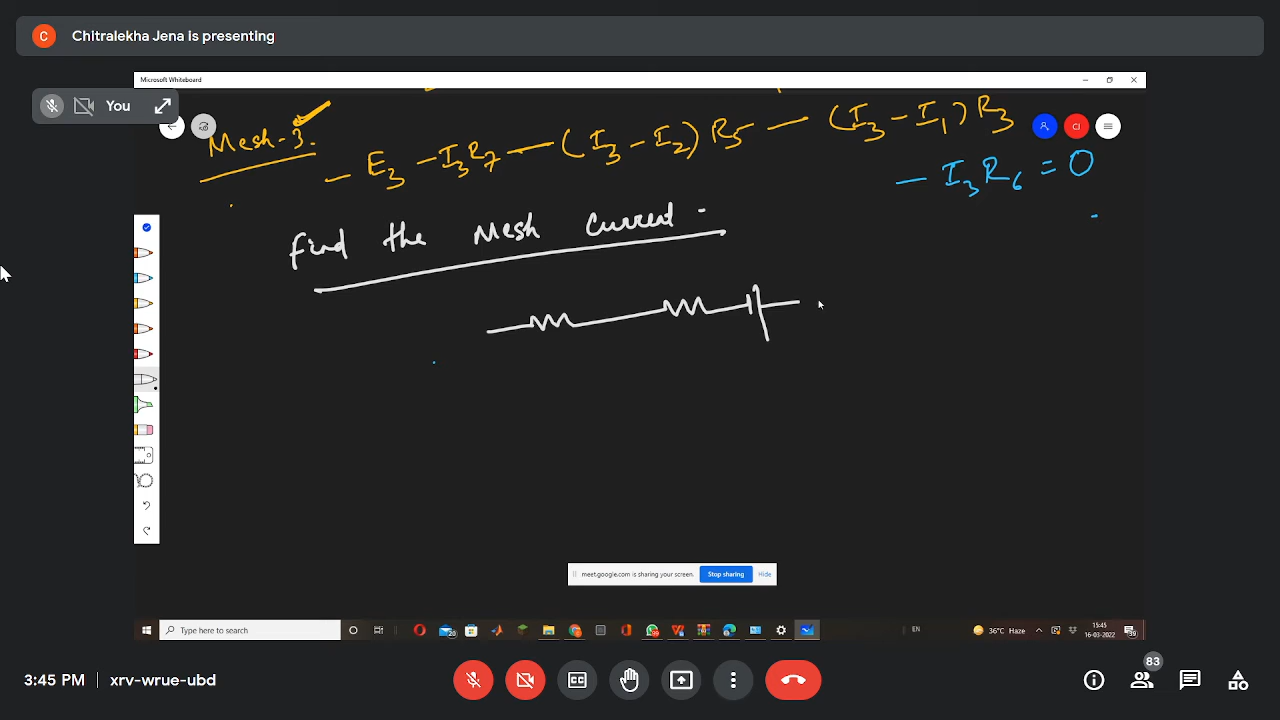 C Chitralekha Jena is presenting
Microsoft Whiteboard
You
Mesh-3.
- E3 - I3R7 - (I3 - I2) R5 - (I3 - I1) R3
- I3R6 = 0
CJ
find the Mesh Current -
meet.google.com is sharing your screen. Stop sharing Hide
Type here to search
EN
36°C Haze
15:45
16-03-2022
3:45 PM | xrv-wrue-ubd
83